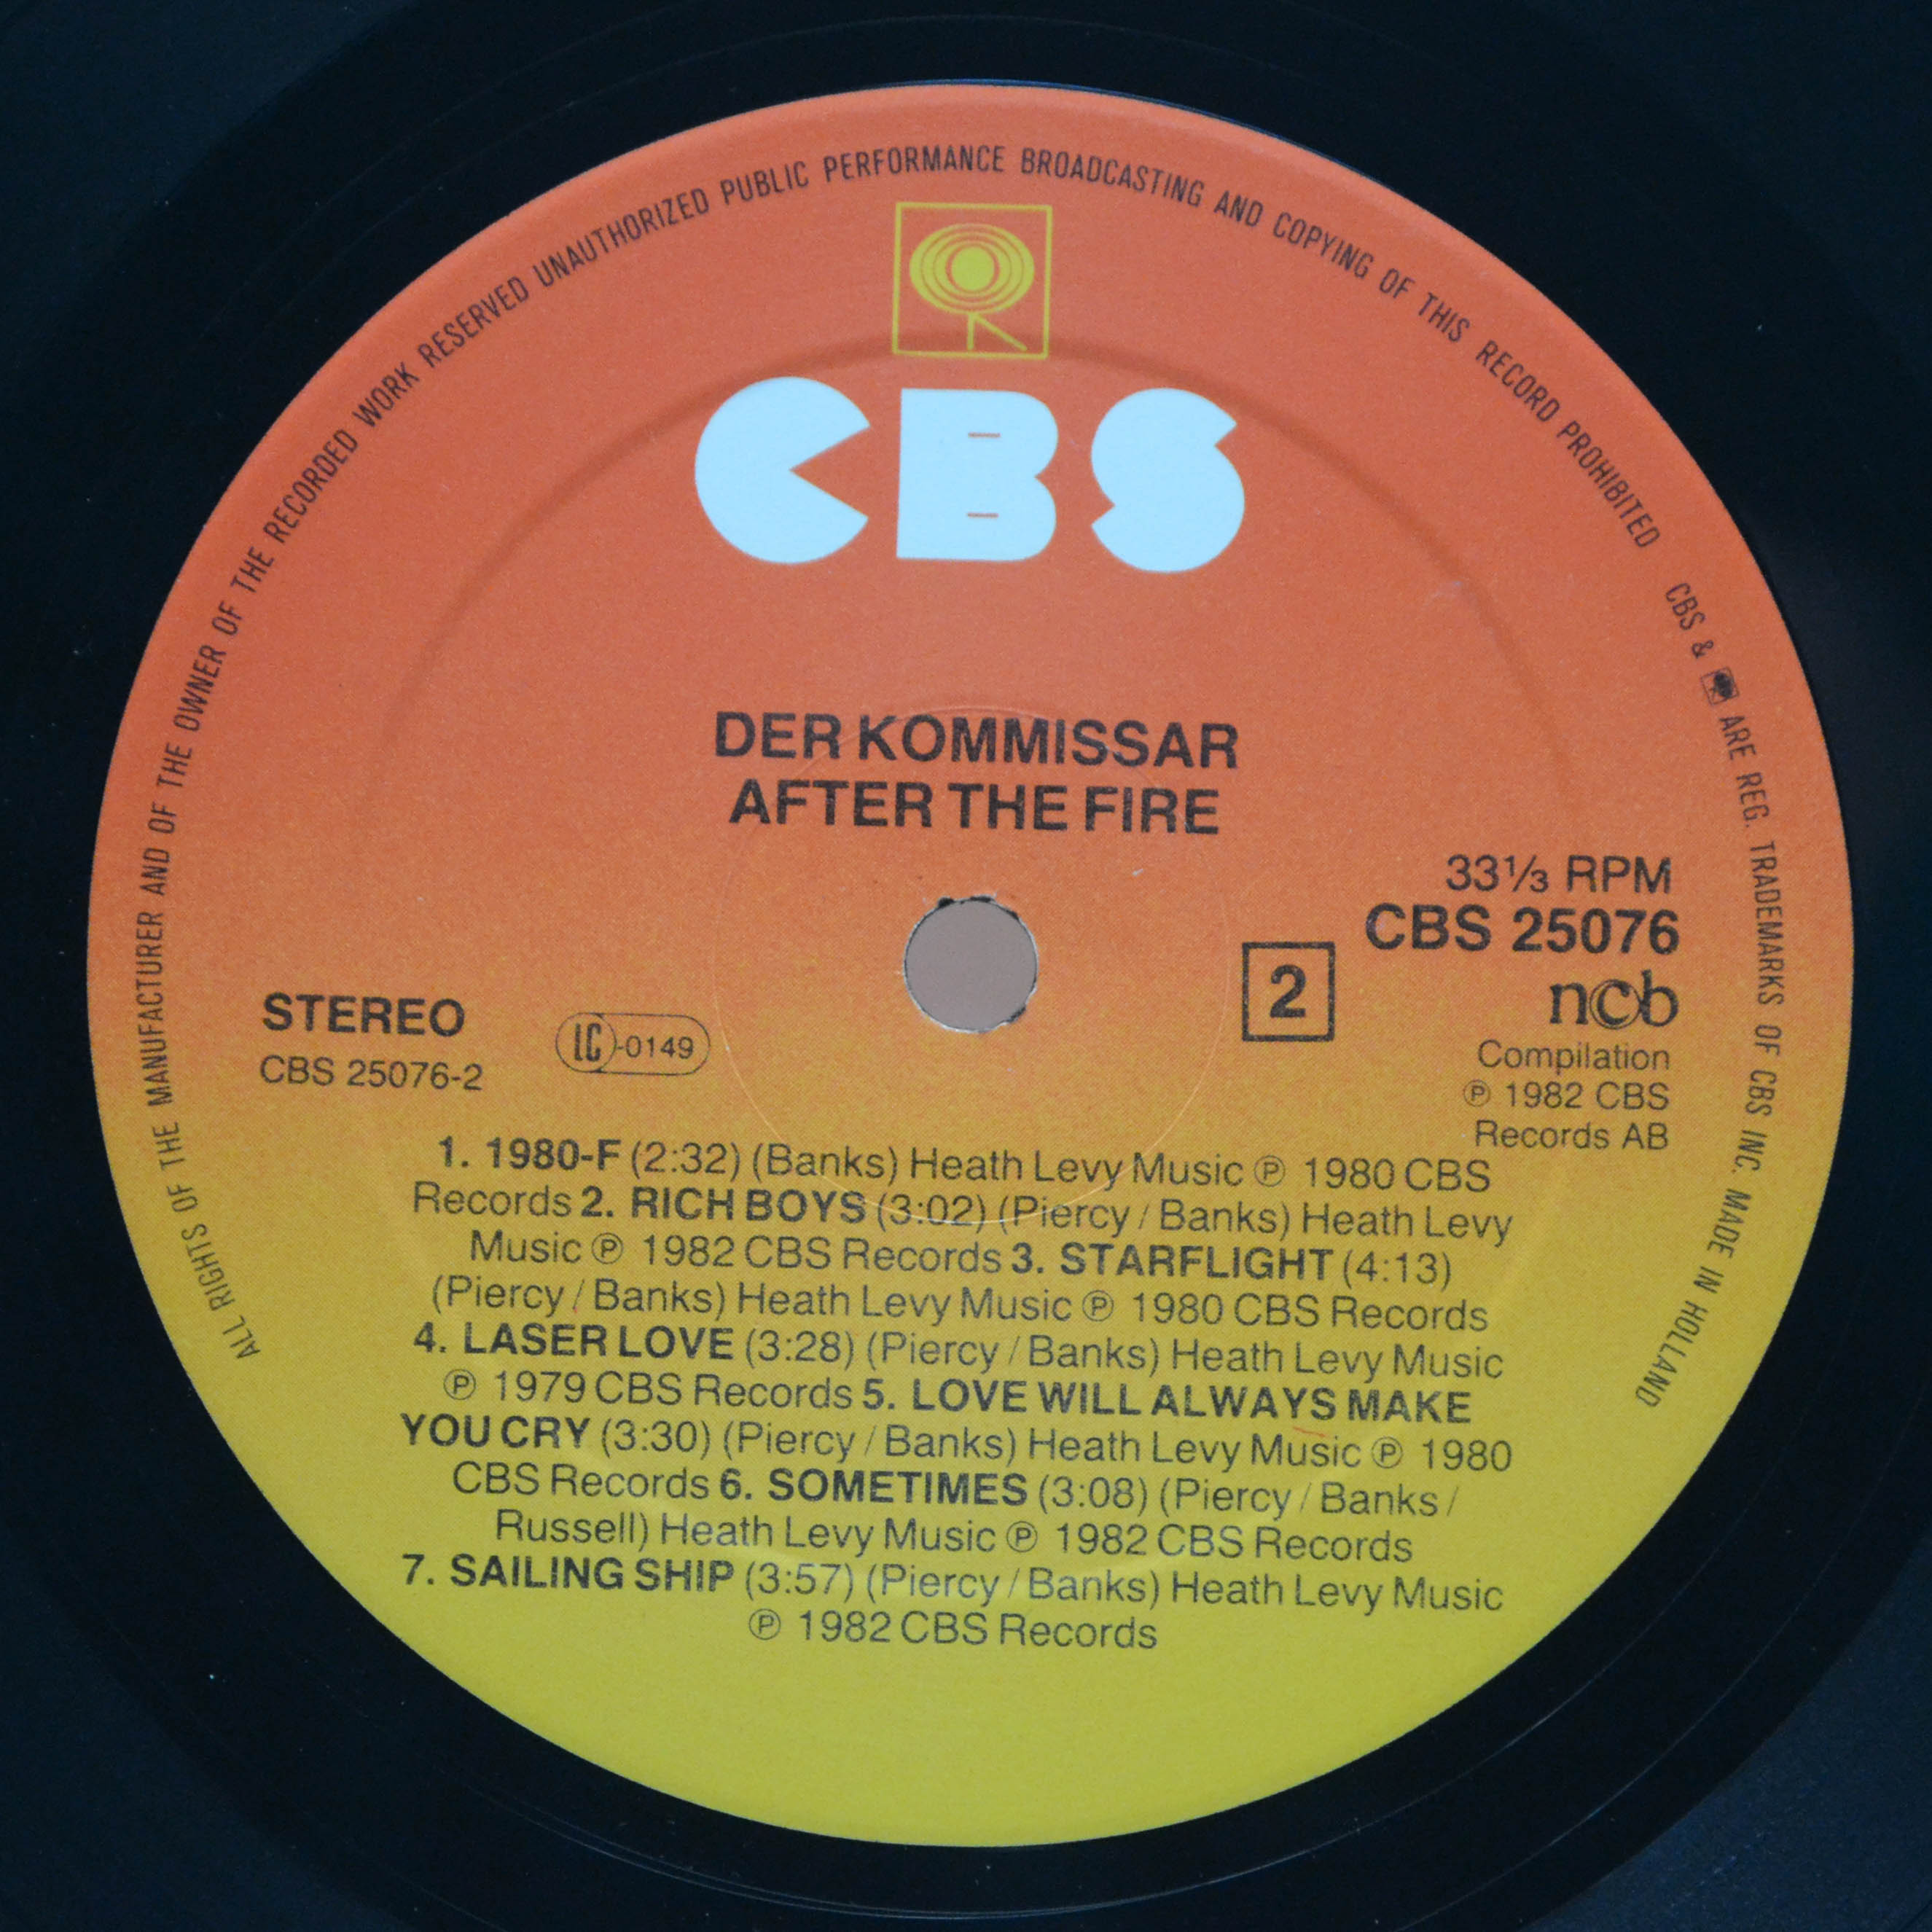 ALL RIGHTS OF THE MANUFACTURER AND OF THE OWNER OF THE RECORDED WORK RESERVED UNAUTHORIZED PUBLIC PERFORMANCE BROADCASTING AND COPYING OF THIS RECORD PROHIBITED
CBS & ARE REG. TRADEMARKS OF CBS INC. MADE IN HOLLAND
CBS
DER KOMMISSAR
AFTER THE FIRE
33⅓ RPM
CBS 25076
2
ncb
Compilation
℗ 1982 CBS
Records AB
STEREO
CBS 25076-2
LC-0149
1. 1980-F (2:32) (Banks) Heath Levy Music ℗ 1980 CBS
Records 2. RICH BOYS (3:02) (Piercy / Banks) Heath Levy
Music ℗ 1982 CBS Records 3. STARFLIGHT (4:13)
(Piercy / Banks) Heath Levy Music ℗ 1980 CBS Records
4. LASER LOVE (3:28) (Piercy / Banks) Heath Levy Music
℗ 1979 CBS Records 5. LOVE WILL ALWAYS MAKE
YOU CRY (3:30) (Piercy / Banks) Heath Levy Music ℗ 1980
CBS Records 6. SOMETIMES (3:08) (Piercy / Banks /
Russell) Heath Levy Music ℗ 1982 CBS Records
7. SAILING SHIP (3:57) (Piercy / Banks) Heath Levy Music
℗ 1982 CBS Records